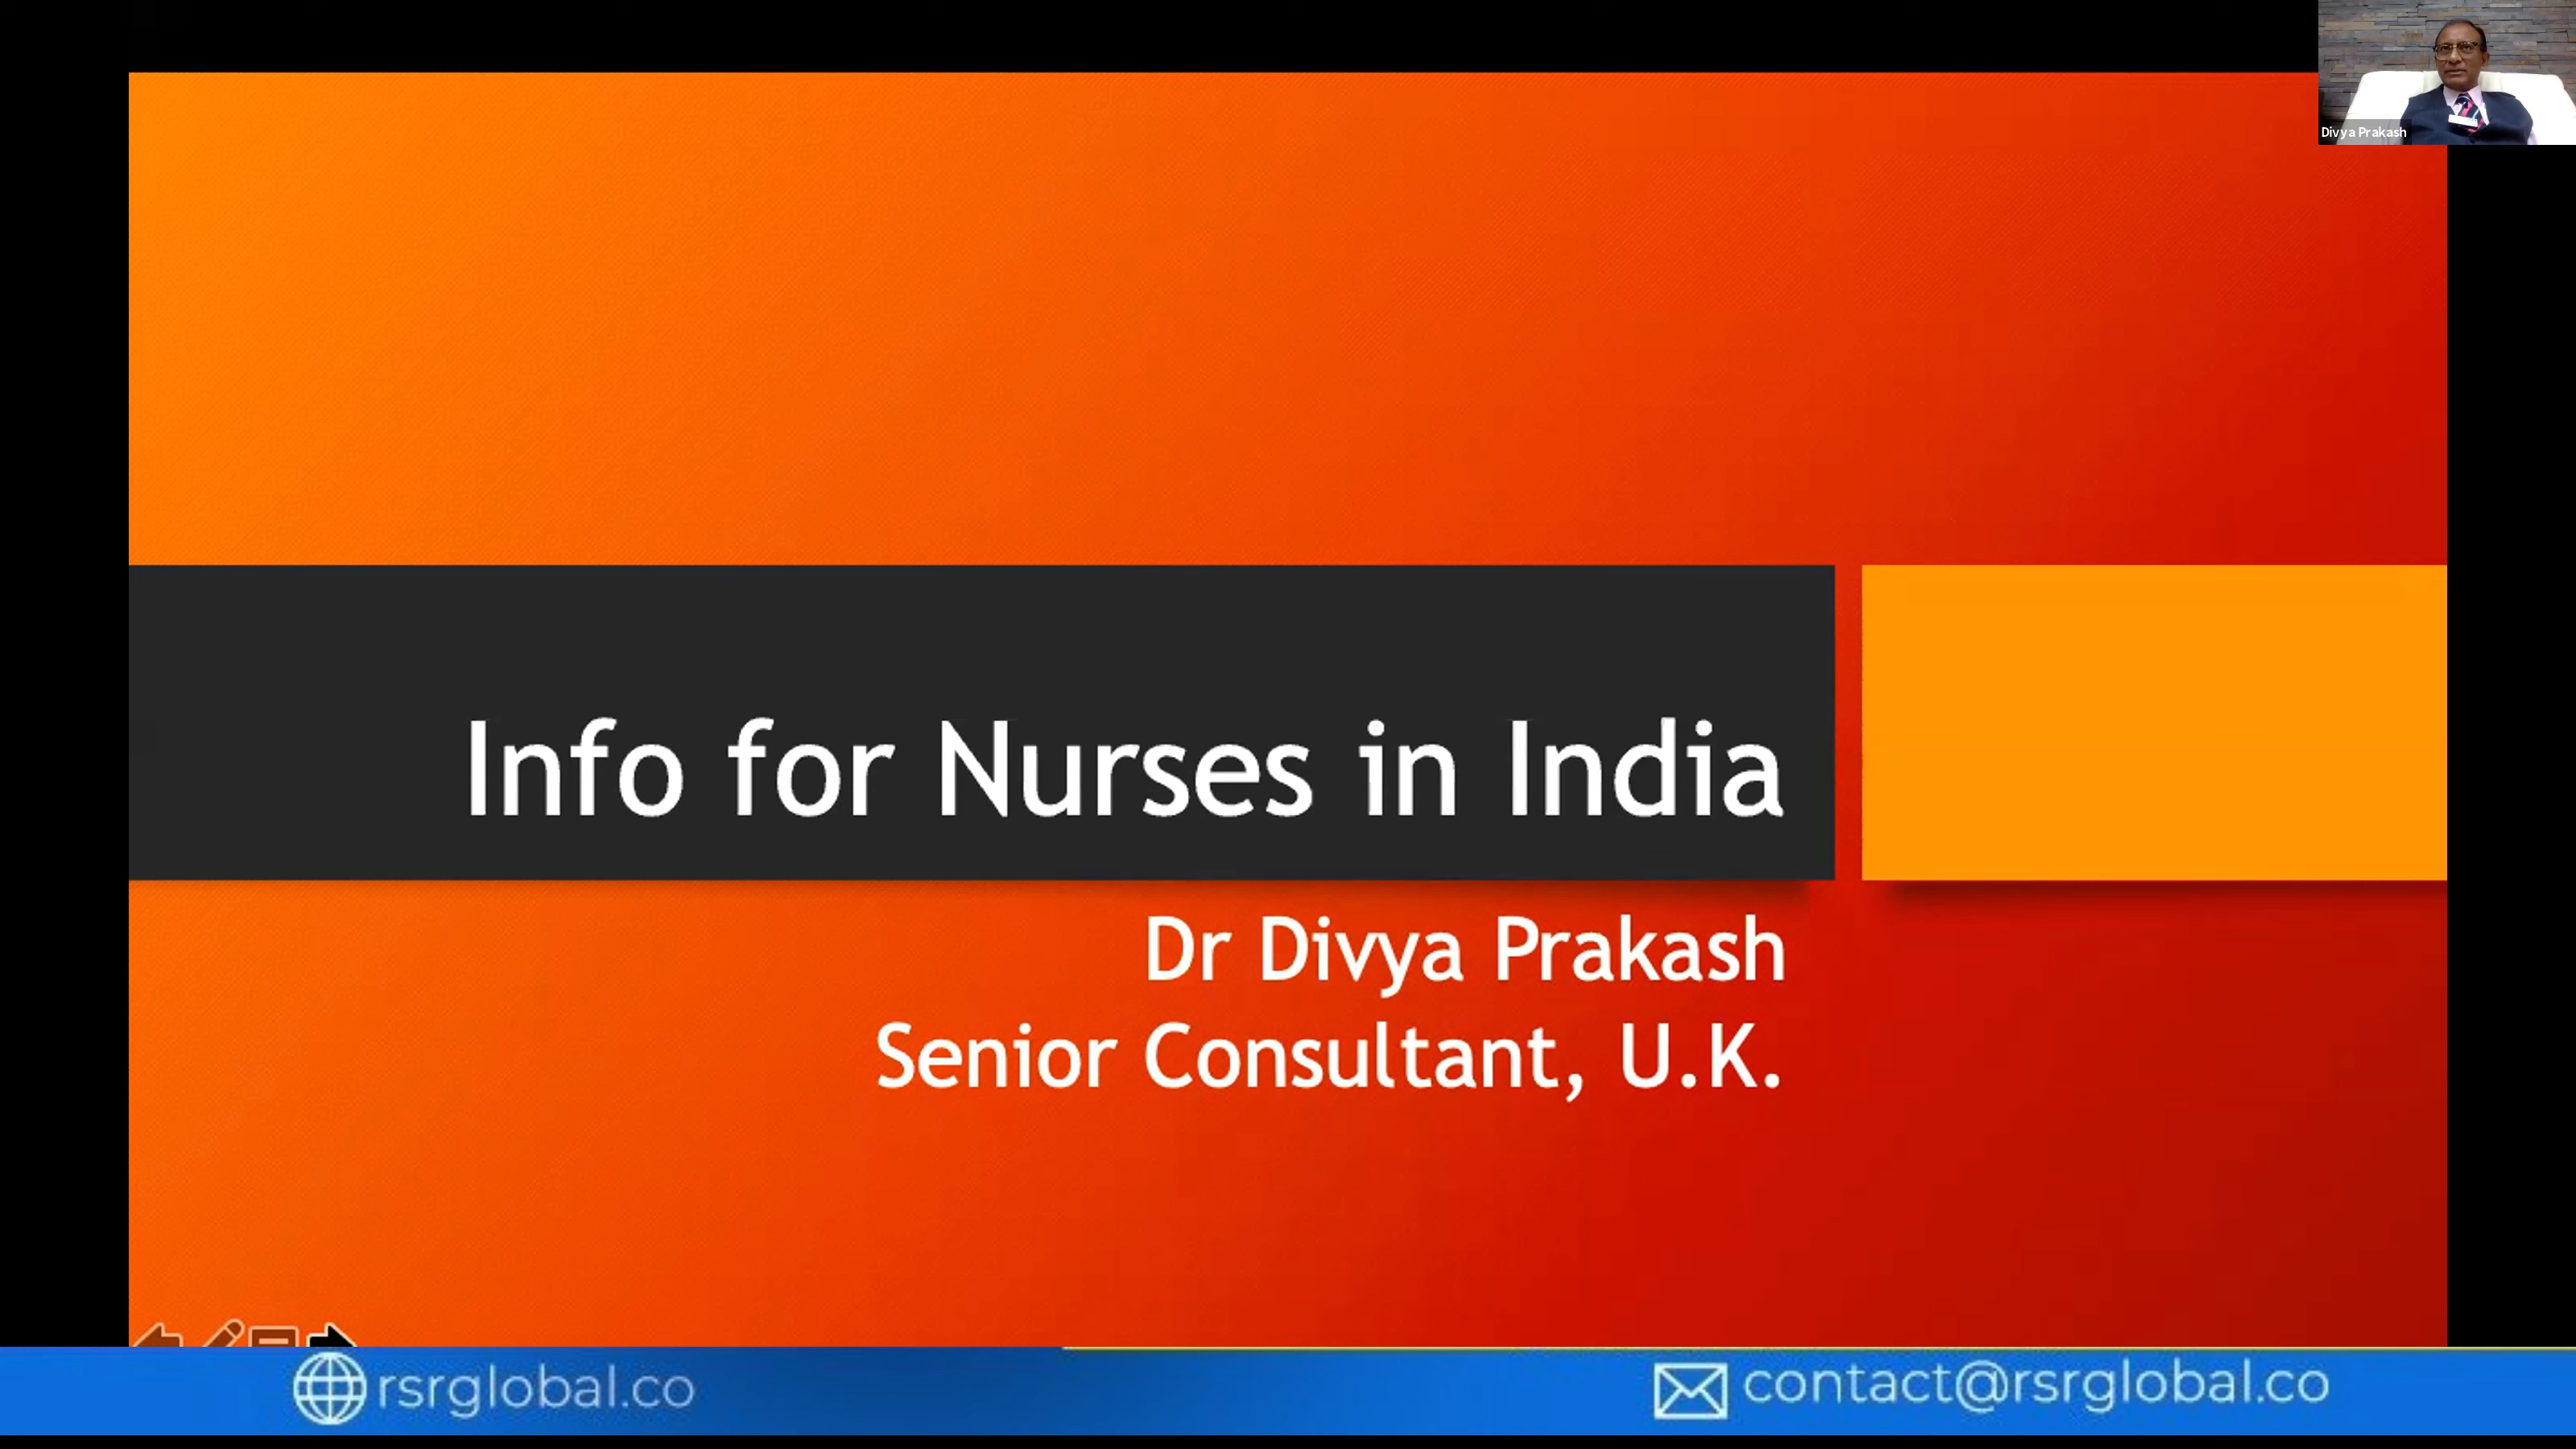 Divya Prakash
Info for Nurses in India
Dr Divya Prakash
Senior Consultant, U.K.
rsrglobal.co
contact@rsrglobal.co